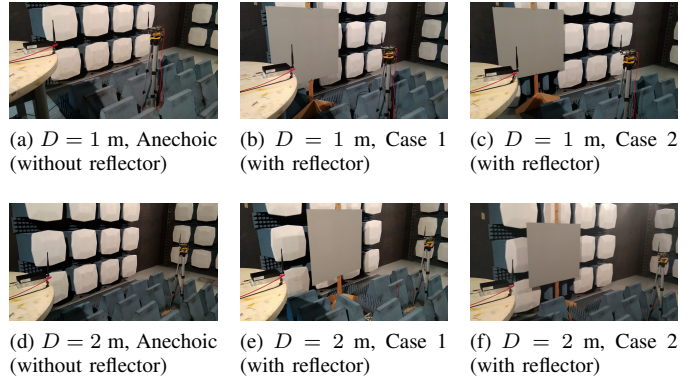 (a) D = 1 m, Anechoic
(without reflector)
(b) D = 1 m, Case 1
(with reflector)
(c) D = 1 m, Case 2
(with reflector)
(d) D = 2 m, Anechoic
(without reflector)
(e) D = 2 m, Case 1
(with reflector)
(f) D = 2 m, Case 2
(with reflector)